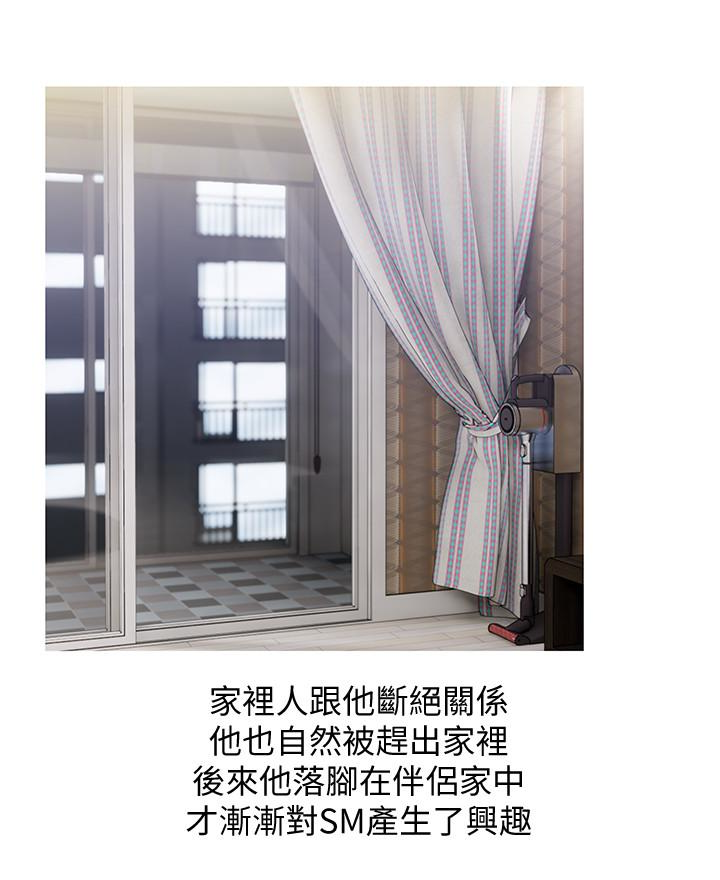 家裡人跟他斷絕關係
他也自然被趕出家裡
後來他落腳在伴侶家中
才漸漸對SM產生了興趣